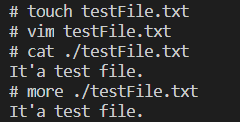 # touch testFile.txt
# vim testFile.txt
# cat ./testFile.txt
It'a test file.
# more ./testFile.txt
It'a test file.